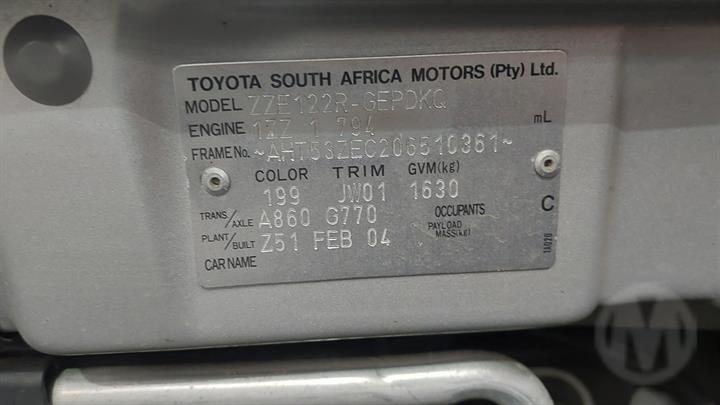 TOYOTA SOUTH AFRICA MOTORS (Pty) Ltd.
MODEL ZZE122R-GEPDKQ
ENGINE 1ZZ 1 794 mL
FRAME No. ~AHT53ZEC206510361~
COLOR TRIM GVM(kg)
199 JW01 1630
TRANS/AXLE A860 G770 OCCUPANTS C
PLANT/BUILT Z51 FEB 04 PAYLOAD MASS(kg)
CAR NAME
1A020
M